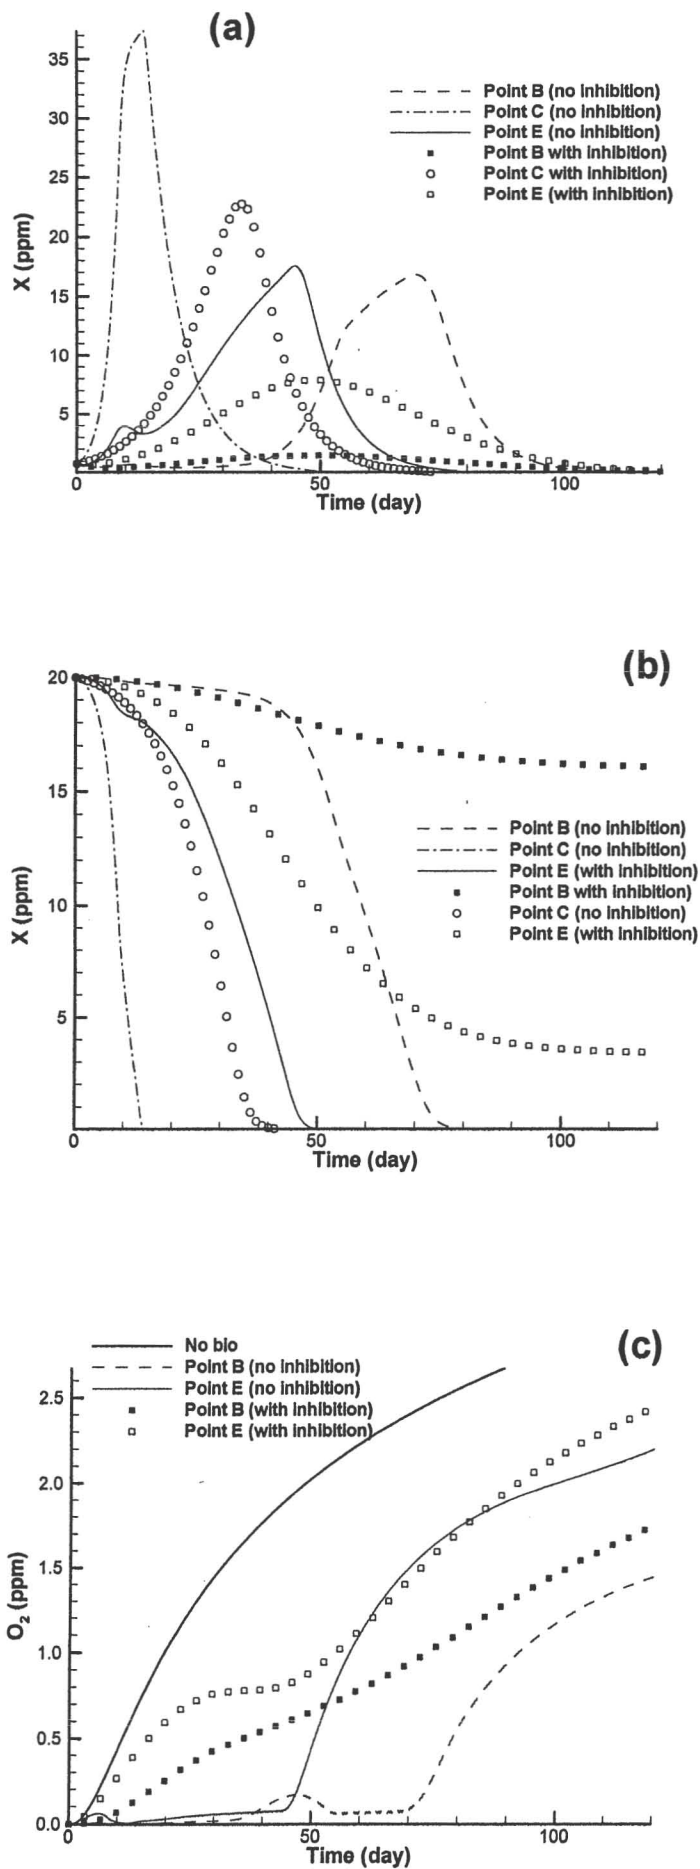 (a)
35
30
25
20
15
10
5
X (ppm)
Point B (no inhibition)
Point C (no inhibition)
Point E (no inhibition)
Point B with inhibition)
Point C with inhibition)
Point E (with inhibition)
0 50 100
Time (day)
(b)
20
15
10
5
0
X (ppm)
Point B (no inhibition)
Point C (no inhibition)
Point E (with inhibition)
Point B with inhibition)
Point C (no inhibition)
Point E (with inhibition)
50 100
Time (day)
(c)
No bio
Point B (no inhibition)
Point E (no inhibition)
Point B (with inhibition)
Point E (with inhibition)
2.5
2.0
1.5
1.0
0.5
0.0
O2 (ppm)
0 50 100
Time (day)